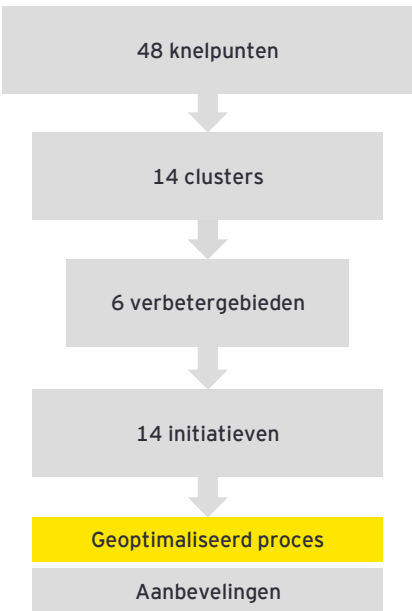 48 knelpunten
14 clusters
6 verbetergebieden
14 initiatieven
Geoptimaliseerd proces
Aanbevelingen